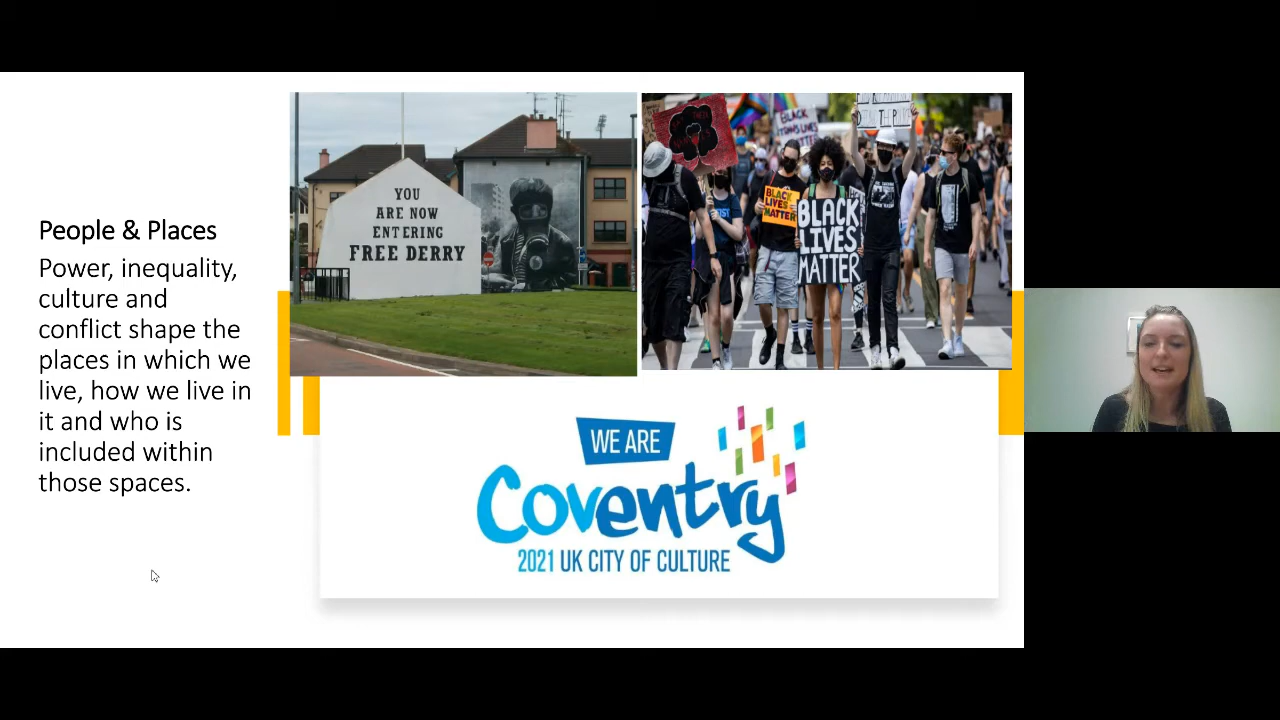 People & Places
Power, inequality,
culture and
conflict shape the
places in which we
live, how we live in
it and who is
included within
those spaces.
YOU
ARE NOW
ENTERING
FREE DERRY
BLACK
BLACK
LIVES
MATTER
BLACK
LIVES
MATTER
WE ARE
Coventry
2021 UK CITY OF CULTURE